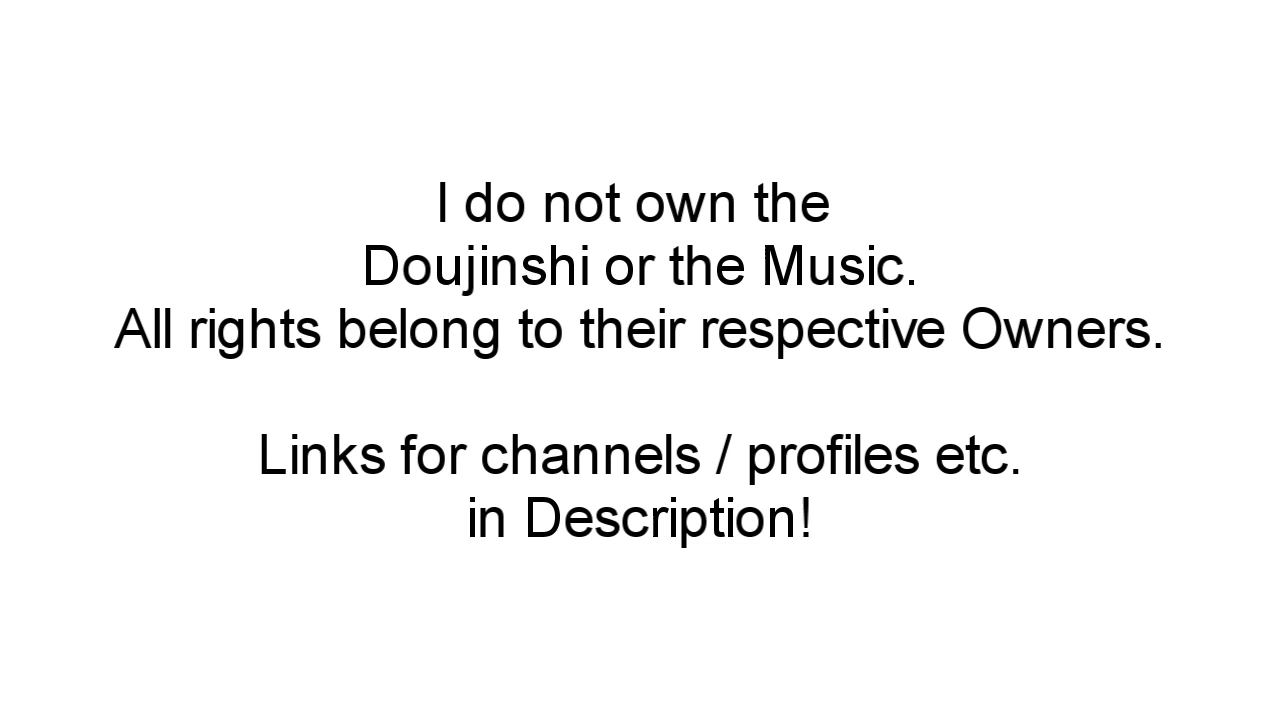 I do not own the
Doujinshi or the Music.
All rights belong to their respective Owners.
Links for channels / profiles etc.
in Description!